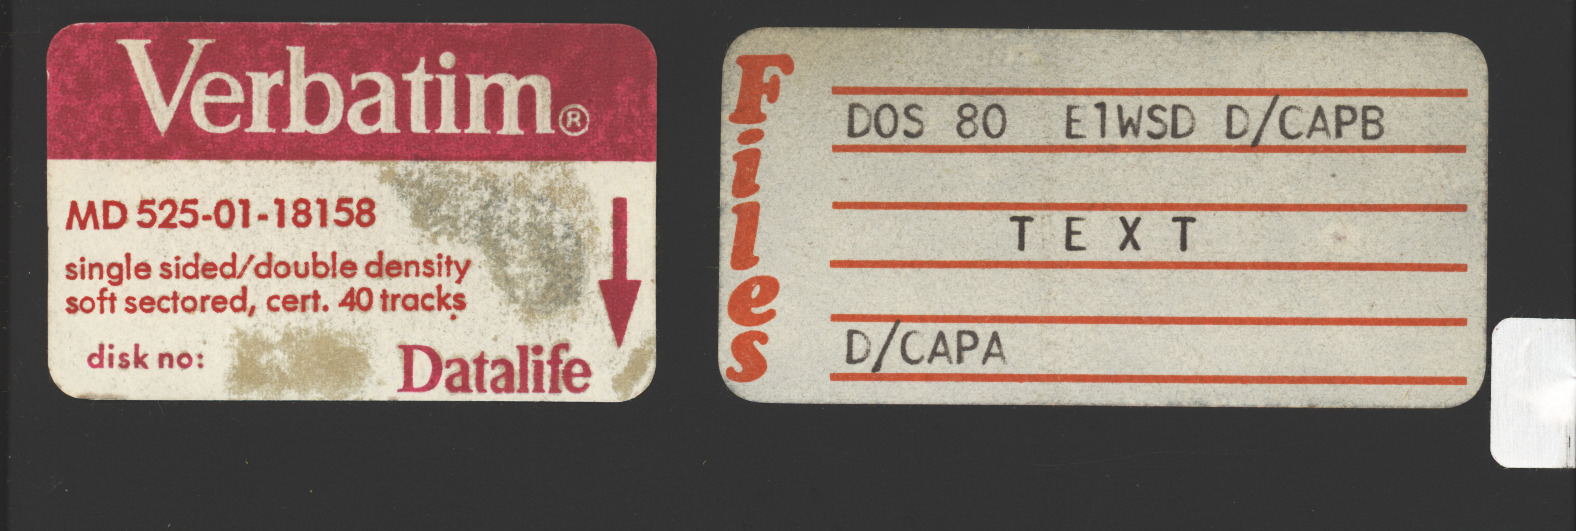 Verbatim®
MD 525-01-18158
single sided/double density
soft sectored, cert. 40 tracks
disk no:
Datalife
Files
DOS 80 E1WSD D/CAPB
TEXT
D/CAPA